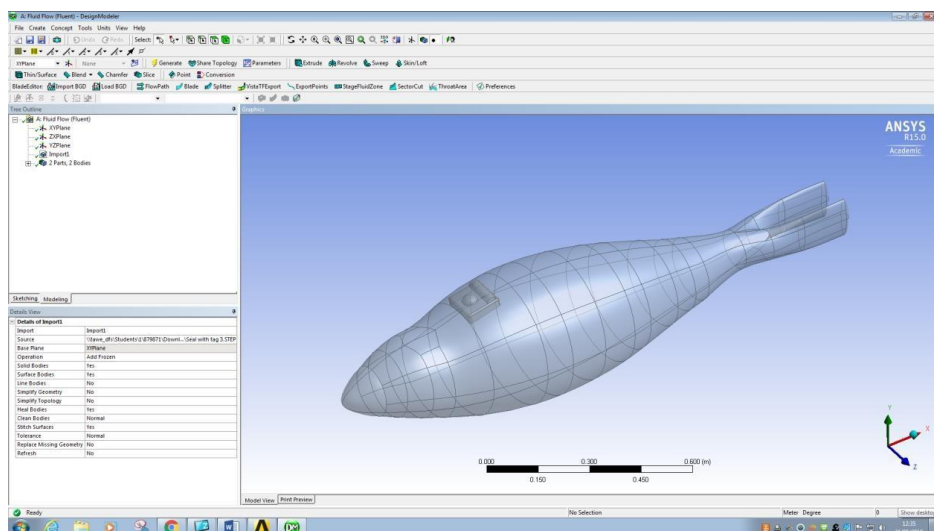 A: Fluid Flow (Fluent) - DesignModeler
File Create Concept Tools Units View Help
Undo Redo Select:
XYPlane None Generate Share Topology Parameters Extrude Revolve Sweep Skin/Loft
Thin/Surface Blend Chamfer Slice Point Conversion
BladeEditor: Import BGD Load BGD FlowPath Blade Splitter VistaTFExport ExportPoints StageFluidZone SectorCut ThroatArea Preferences
Tree Outline
Graphics
A: Fluid Flow (Fluent)
XYPlane
ZXPlane
YZPlane
Import1
2 Parts, 2 Bodies
ANSYS
R15.0
Academic
Sketching Modeling
Details View
Details of Import1
Import Import1
Source
Base Plane XYPlane
Operation Add Frozen
Solid Bodies Yes
Surface Bodies Yes
Line Bodies No
Simplify Geometry No
Simplify Topology No
Heal Bodies Yes
Clean Bodies Normal
Stitch Surfaces Yes
Tolerance Normal
Replace Missing Geometry No
Refresh No
Y
X
Z
0.000 0.300 0.600 (m)
0.150 0.450
Model View Print Preview
Ready No Selection Meter Degree 0 Show desktop
12:35